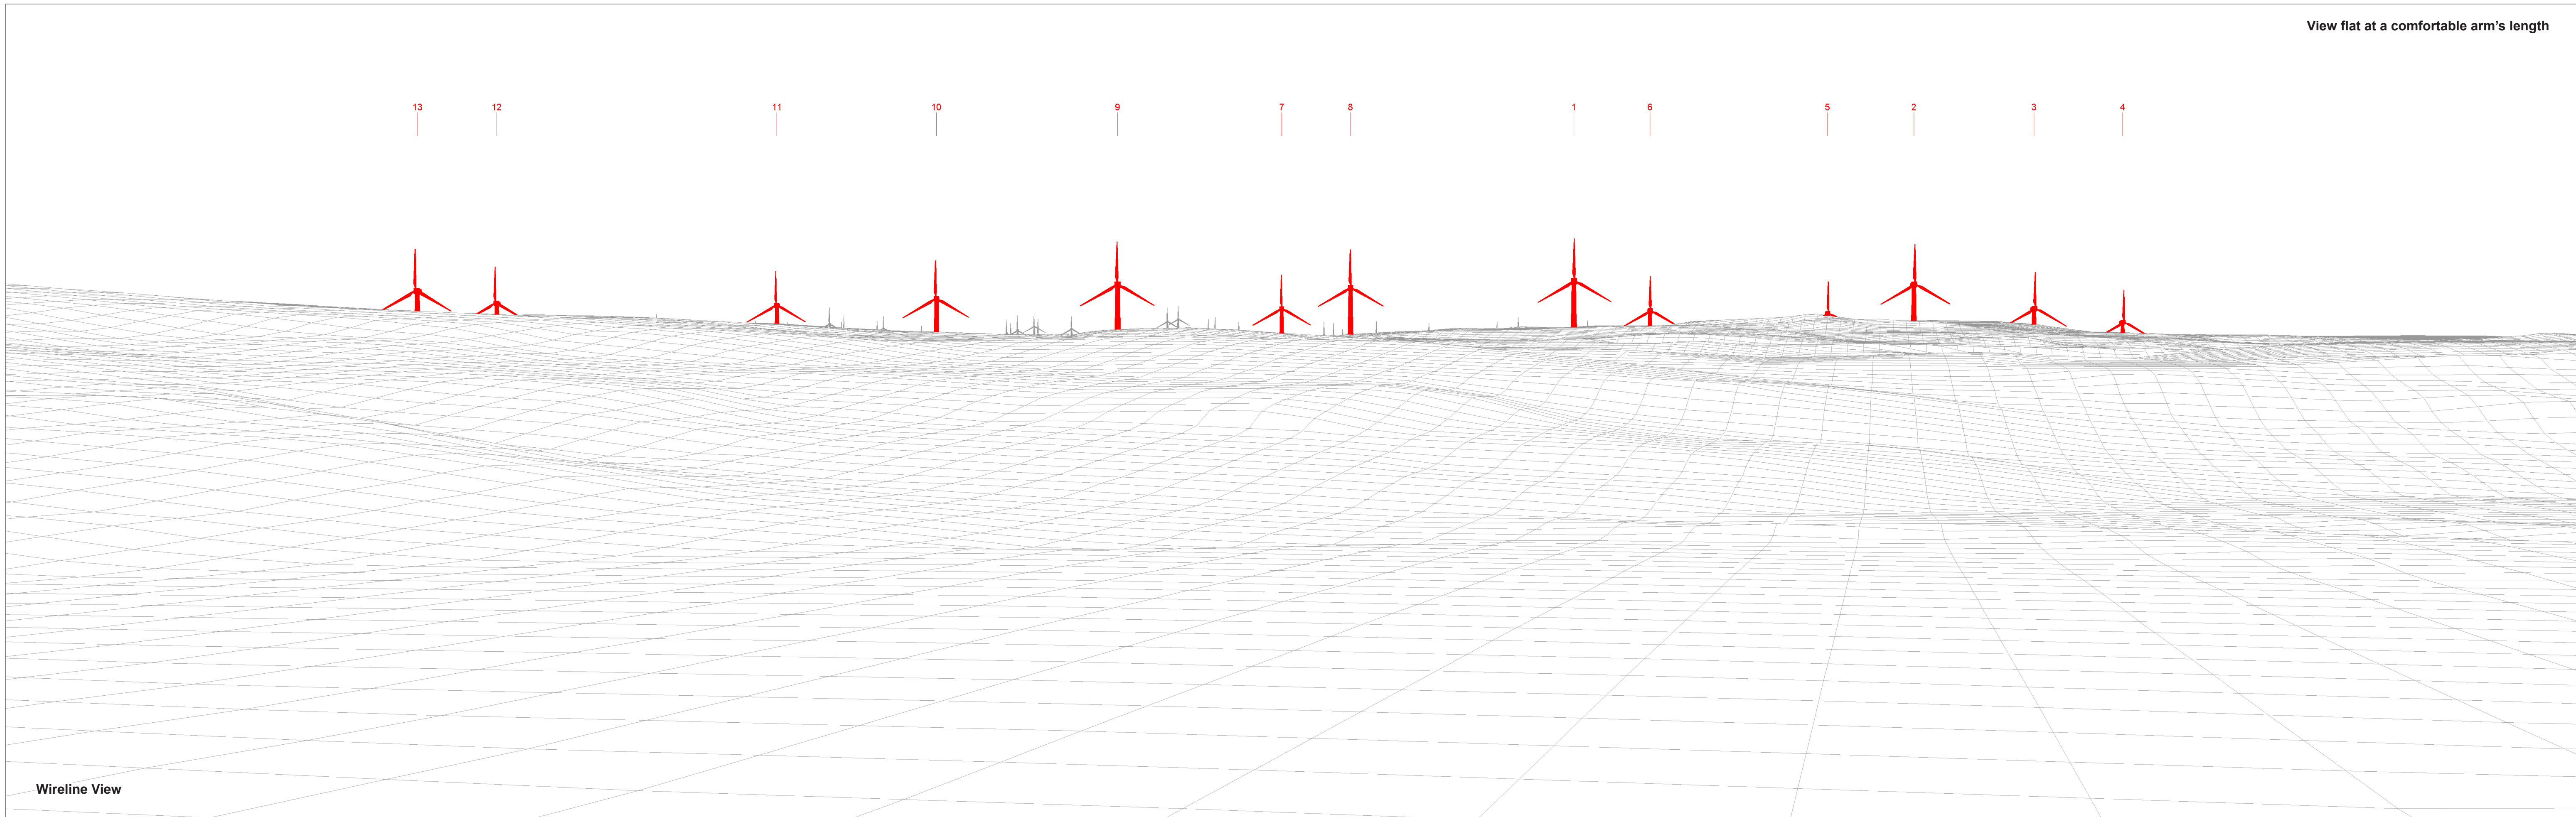 View flat at a comfortable arm's length
13 12 11 10 9 7 8 1 6 5 2 3 4
Wireline View